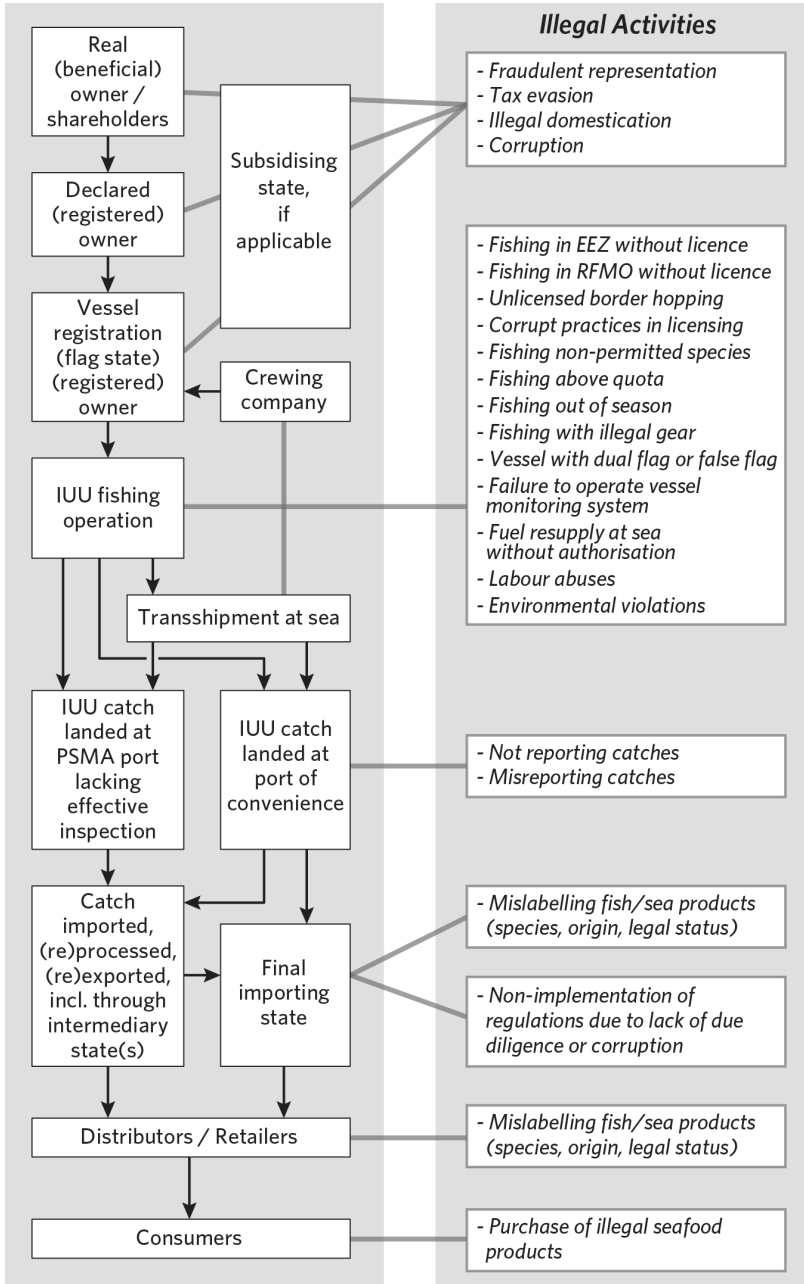 Illegal Activities
Real
(beneficial)
owner /
shareholders
- Fraudulent representation
- Tax evasion
- Illegal domestication
- Corruption
Subsidising
state,
if
applicable
Declared
(registered)
owner
Vessel
registration
(flag state)
(registered)
owner
Crewing
company
- Fishing in EEZ without licence
- Fishing in RFMO without licence
- Unlicensed border hopping
- Corrupt practices in licensing
- Fishing non-permitted species
- Fishing above quota
- Fishing out of season
- Fishing with illegal gear
- Vessel with dual flag or false flag
- Failure to operate vessel
monitoring system
- Fuel resupply at sea
without authorisation
- Labour abuses
- Environmental violations
IUU fishing
operation
Transshipment at sea
IUU catch
landed at
PSMA port
lacking
effective
inspection
IUU catch
landed at
port of
convenience
- Not reporting catches
- Misreporting catches
Catch
imported,
(re)processed,
(re)exported,
incl. through
intermediary
state(s)
Final
importing
state
- Mislabelling fish/sea products
(species, origin, legal status)
- Non-implementation of
regulations due to lack of due
diligence or corruption
Distributors / Retailers
- Mislabelling fish/sea products
(species, origin, legal status)
Consumers
- Purchase of illegal seafood
products